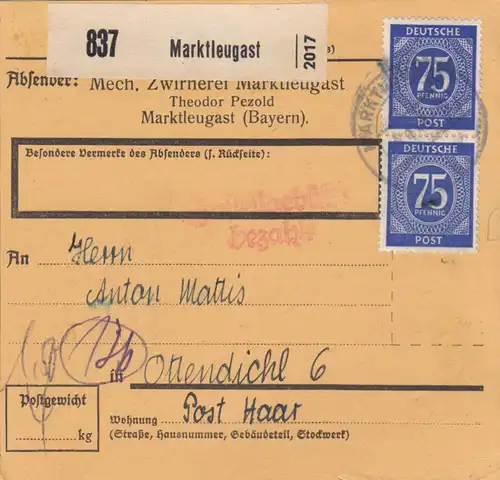 837 Marktleugast 2017
DEUTSCHE
75
PFENNIG
POST
DEUTSCHE
75
PFENNIG
POST
Absender: Mech. Zwirnerei Marktleugast
Theodor Pezold
Marktleugast (Bayern).
Besondere Vermerke des Absenders (s. Rückseite):
bezahlt
An Herrn
Anton Mattis
13b
in Ottendichl 6
Post Haar
Postgewicht
kg
Wohnung
(Straße, Hausnummer, Gebäudeteil, Stockwerk)